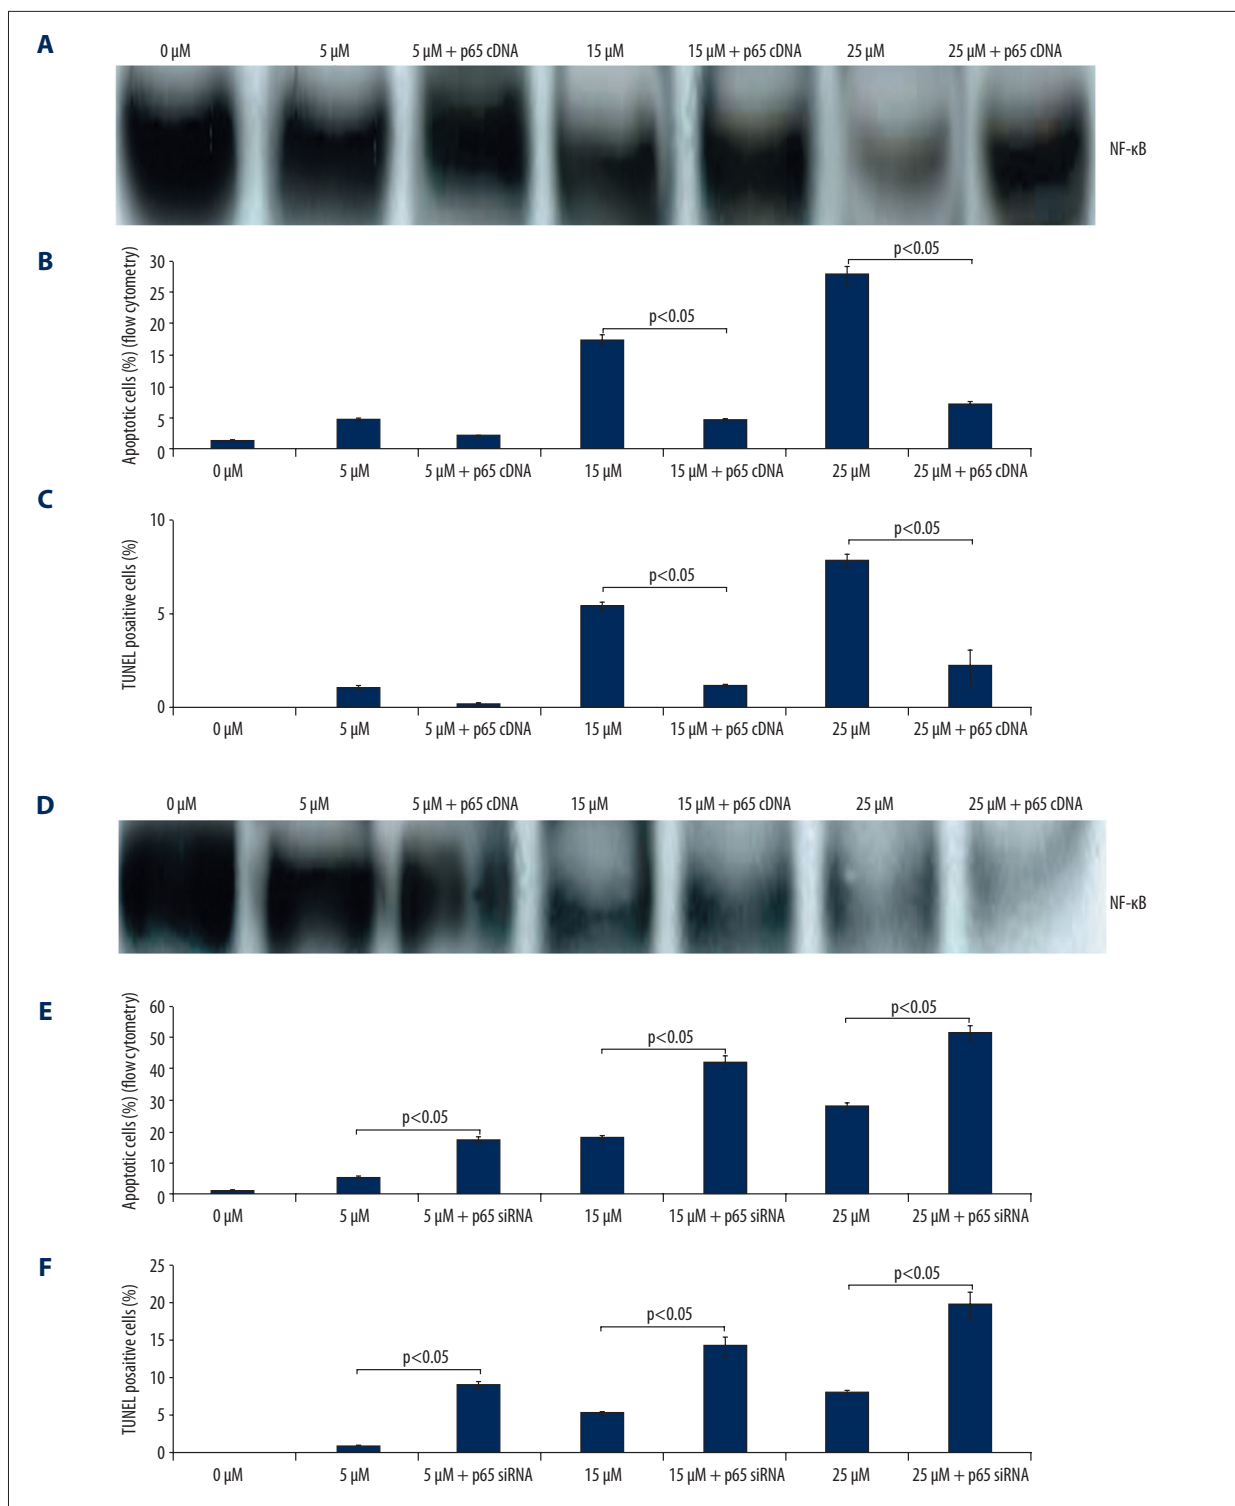 A
0 µM 5 µM 5 µM + p65 cDNA 15 µM 15 µM + p65 cDNA 25 µM 25 µM + p65 cDNA
NF-κB
B
Apoptotic cells (%) (flow cytometry)
30
25
20
15
10
5
0
p<0.05
p<0.05
0 µM 5 µM 5 µM + p65 cDNA 15 µM 15 µM + p65 cDNA 25 µM 25 µM + p65 cDNA
C
TUNEL posaitive cells (%)
10
5
0
p<0.05
p<0.05
0 µM 5 µM 5 µM + p65 cDNA 15 µM 15 µM + p65 cDNA 25 µM 25 µM + p65 cDNA
D
0 µM 5 µM 5 µM + p65 cDNA 15 µM 15 µM + p65 cDNA 25 µM 25 µM + p65 cDNA
NF-κB
E
Apoptotic cells (%) (flow cytometry)
60
50
40
30
20
10
0
p<0.05
p<0.05
p<0.05
0 µM 5 µM 5 µM + p65 siRNA 15 µM 15 µM + p65 siRNA 25 µM 25 µM + p65 siRNA
F
TUNEL posaitive cells (%)
25
20
15
10
5
0
p<0.05
p<0.05
p<0.05
0 µM 5 µM 5 µM + p65 siRNA 15 µM 15 µM + p65 siRNA 25 µM 25 µM + p65 siRNA